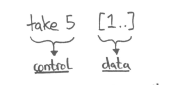 take 5 [1..]
control data